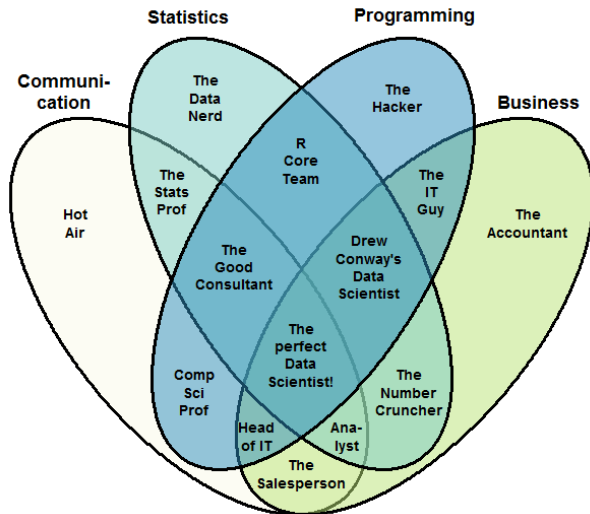 Statistics
Programming
Communi-
cation
Business
The
Data
Nerd
The
Hacker
R
Core
Team
The
Stats
Prof
The
IT
Guy
Hot
Air
The
Accountant
The
Good
Consultant
Drew
Conway's
Data
Scientist
The
perfect
Data
Scientist!
Comp
Sci
Prof
The
Number
Cruncher
Head
of IT
Ana-
lyst
The
Salesperson